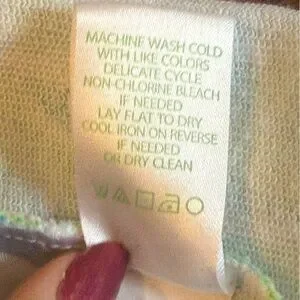 MACHINE WASH COLD
WITH LIKE COLORS
DELICATE CYCLE
NON-CHLORINE BLEACH
IF NEEDED
LAY FLAT TO DRY
COOL IRON ON REVERSE
IF NEEDED
OR DRY CLEAN